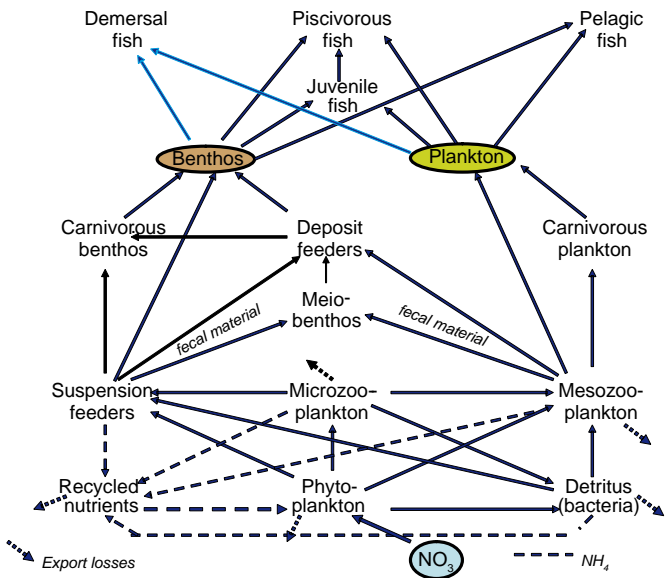 Demersal
fish
Piscivorous
fish
Pelagic
fish
Juvenile
fish
Benthos
Plankton
Carnivorous
benthos
Deposit
feeders
Carnivorous
plankton
Meio-
benthos
fecal material
fecal material
Suspension
feeders
Microzoo-
plankton
Mesozoo-
plankton
Recycled
nutrients
Phyto-
plankton
Detritus
(bacteria)
NO3
Export losses
NH4